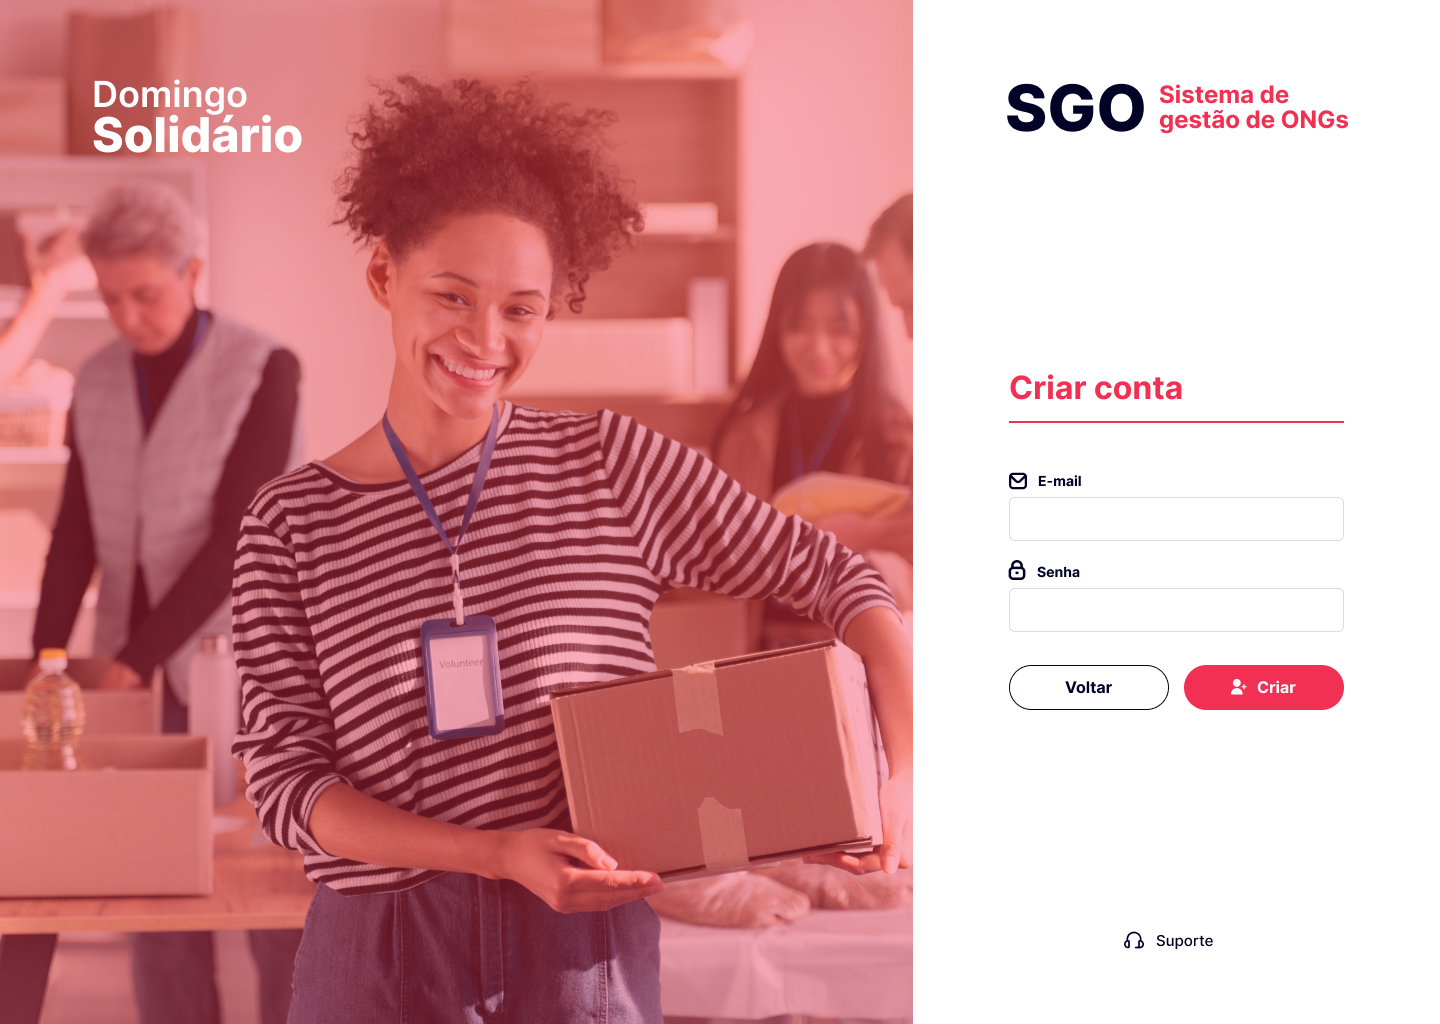 Domingo
Solidário
Volunteer
SGO
Sistema de
gestão de ONGs
Criar conta
E-mail
Senha
Voltar
Criar
Suporte